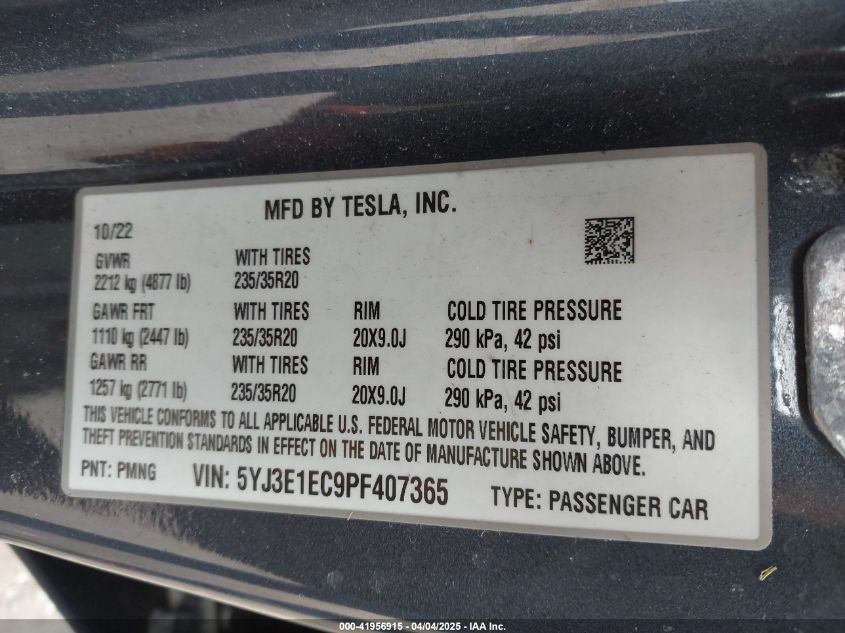 MFD BY TESLA, INC.
10/22
GVWR WITH TIRES
2212 kg (4877 lb) 235/35R20
GAWR FRT WITH TIRES RIM COLD TIRE PRESSURE
1110 kg (2447 lb) 235/35R20 20X9.0J 290 kPa, 42 psi
GAWR RR WITH TIRES RIM COLD TIRE PRESSURE
1257 kg (2771 lb) 235/35R20 20X9.0J 290 kPa, 42 psi
THIS VEHICLE CONFORMS TO ALL APPLICABLE U.S. FEDERAL MOTOR VEHICLE SAFETY, BUMPER, AND
THEFT PREVENTION STANDARDS IN EFFECT ON THE DATE OF MANUFACTURE SHOWN ABOVE.
PNT: PMNG VIN: 5YJ3E1EC9PF407365 TYPE: PASSENGER CAR
000-41956915 - 04/04/2025 - IAA Inc.